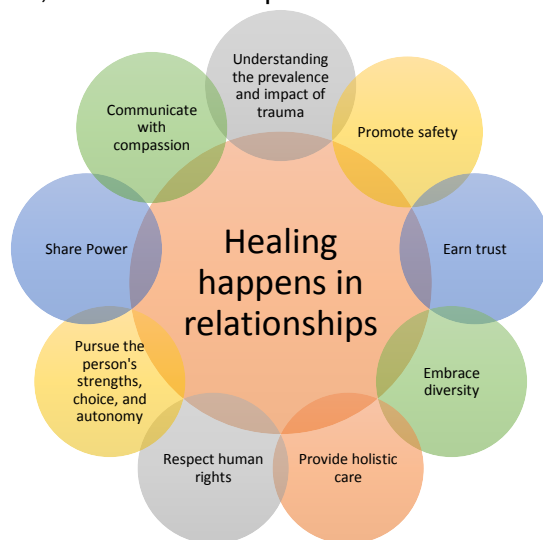 Understanding
the prevalence
and impact of
trauma
Promote safety
Earn trust
Embrace
diversity
Provide holistic
care
Respect human
rights
Pursue the
person's
strengths,
choice, and
autonomy
Share Power
Communicate
with
compassion
Healing
happens in
relationships